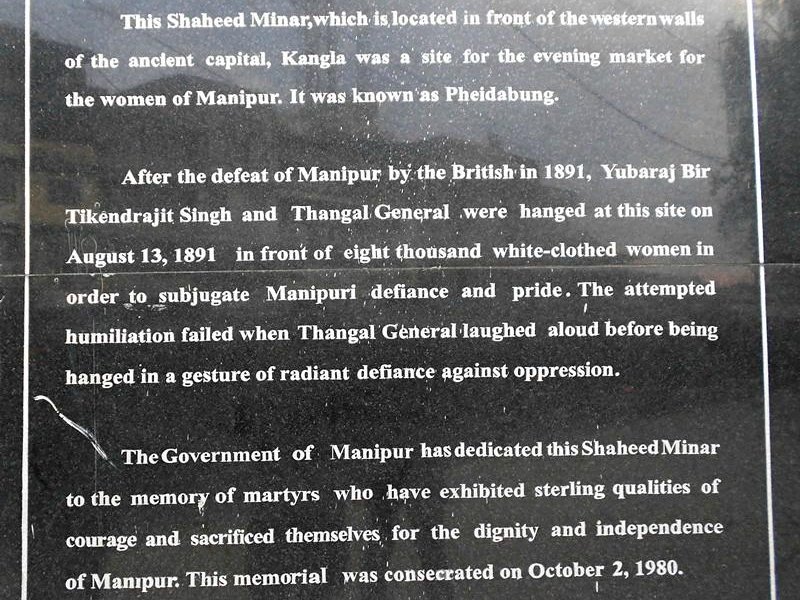 This Shaheed Minar, which is located in front of the western walls
of the ancient capital, Kangla was a site for the evening market for
the women of Manipur. It was known as Pheidabung.
After the defeat of Manipur by the British in 1891, Yubaraj Bir
Tikendrajit Singh and Thangal General were hanged at this site on
August 13, 1891 in front of eight thousand white-clothed women in
order to subjugate Manipuri defiance and pride. The attempted
humiliation failed when Thangal General laughed aloud before being
hanged in a gesture of radiant defiance against oppression.
The Government of Manipur has dedicated this Shaheed Minar
to the memory of martyrs who have exhibited sterling qualities of
courage and sacrificed themselves for the dignity and independence
of Manipur. This memorial was consecrated on October 2, 1980.